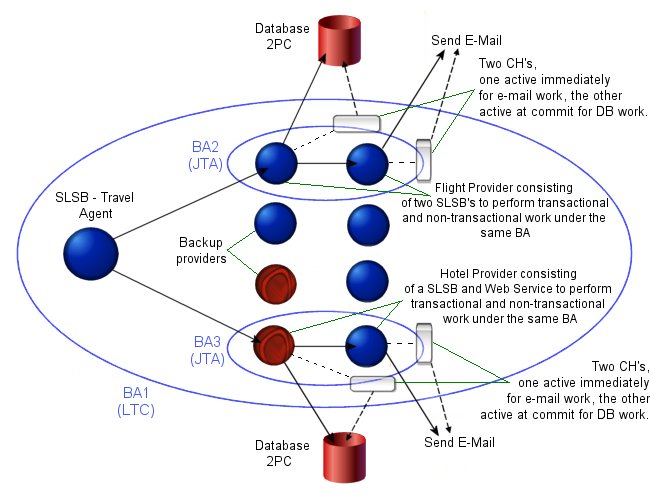 Database
2PC
Send E-Mail
Two CH's,
one active immediately
for e-mail work, the other
active at commit for DB work.
BA2
(JTA)
SLSB - Travel
Agent
Flight Provider consisting
of two SLSB's to perform transactional
and non-transactional work under the
same BA
Backup
providers
Hotel Provider consisting
of a SLSB and Web Service to perform
transactional and non-transactional
work under the same BA
BA3
(JTA)
BA1
(LTC)
Two CH's,
one active immediately
for e-mail work, the other
active at commit for DB work.
Database
2PC
Send E-Mail